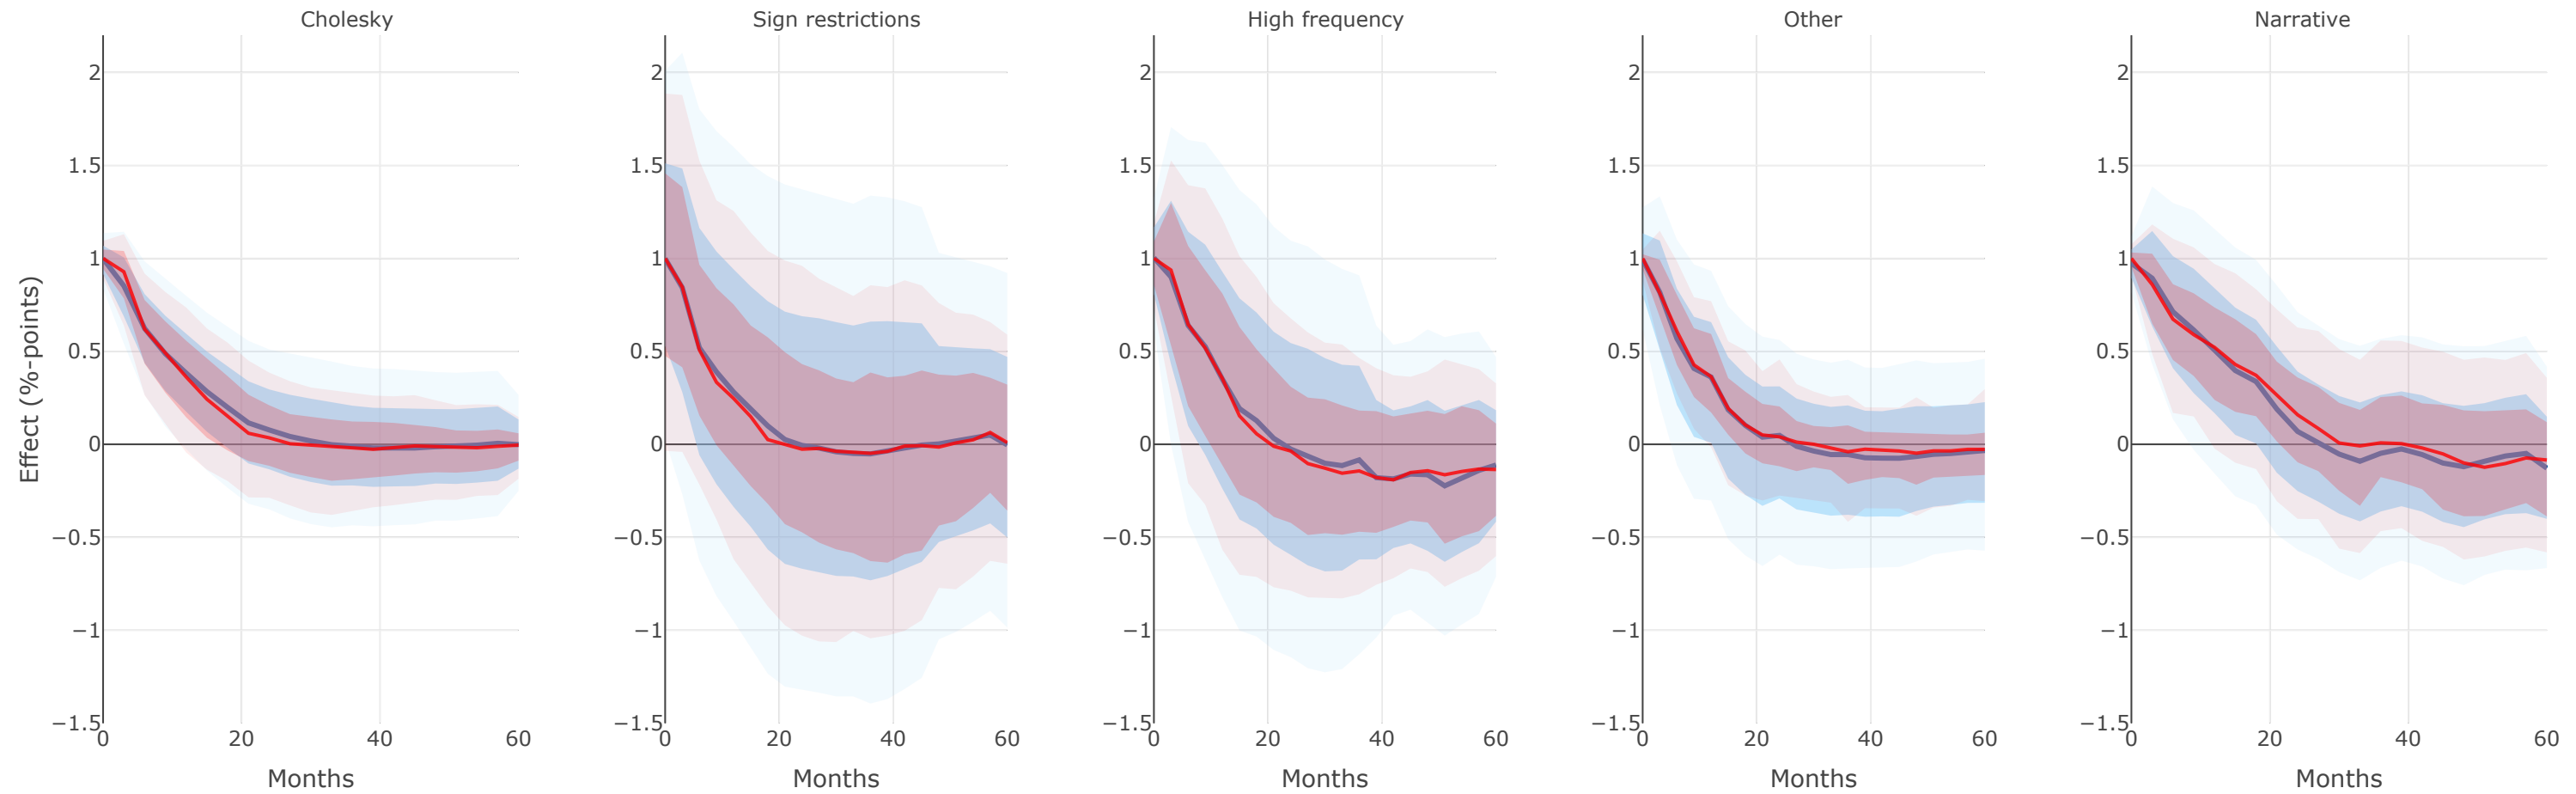 Cholesky
Sign restrictions
High frequency
Other
Narrative
Effect (%-points)
2
1.5
1
0.5
0
−0.5
−1
−1.5
2
1.5
1
0.5
0
−0.5
−1
−1.5
2
1.5
1
0.5
0
−0.5
−1
−1.5
2
1.5
1
0.5
0
−0.5
−1
−1.5
2
1.5
1
0.5
0
−0.5
−1
−1.5
0 20 40 60
0 20 40 60
0 20 40 60
0 20 40 60
0 20 40 60
Months
Months
Months
Months
Months